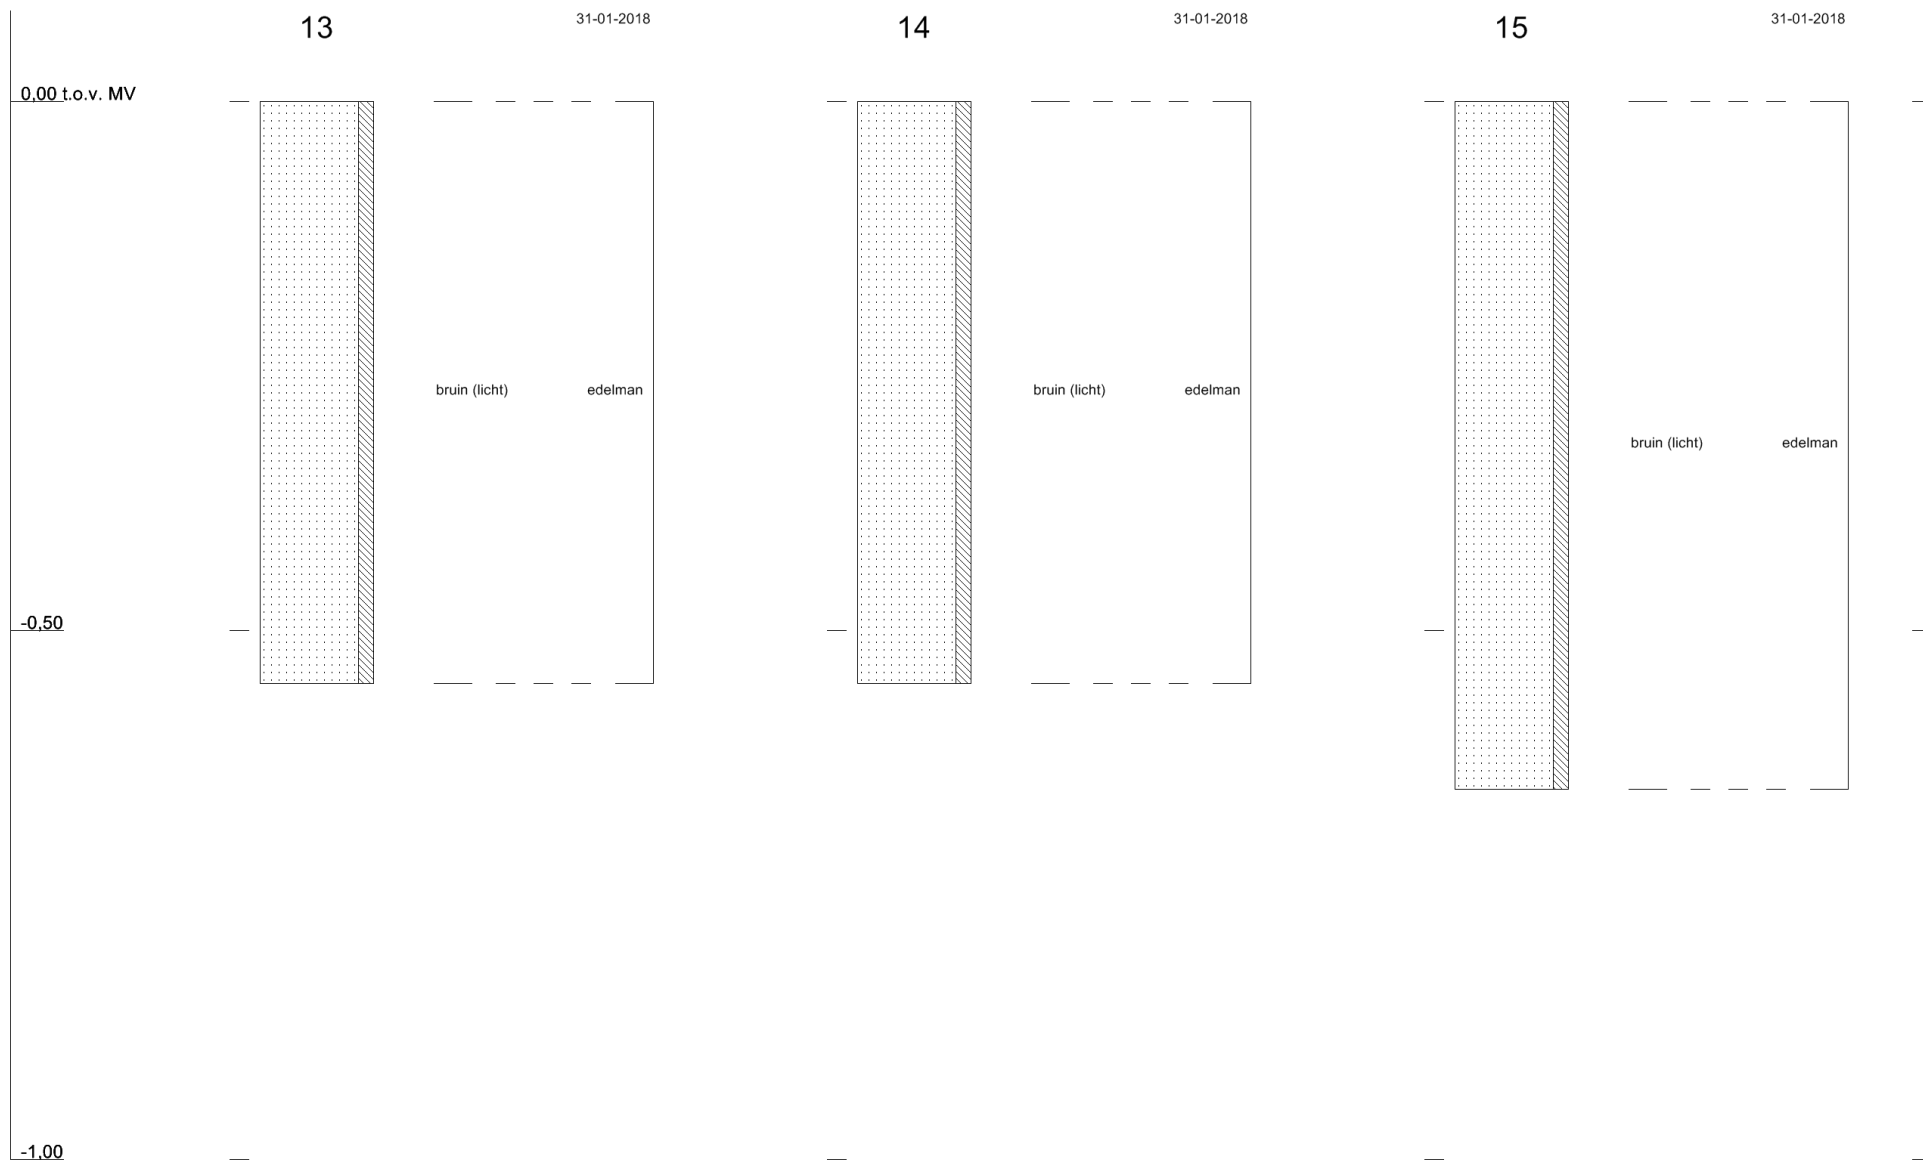 13 31-01-2018 14 31-01-2018 15 31-01-2018
0,00 t.o.v. MV
bruin (licht) edelman bruin (licht) edelman
bruin (licht) edelman
-0,50
-1,00